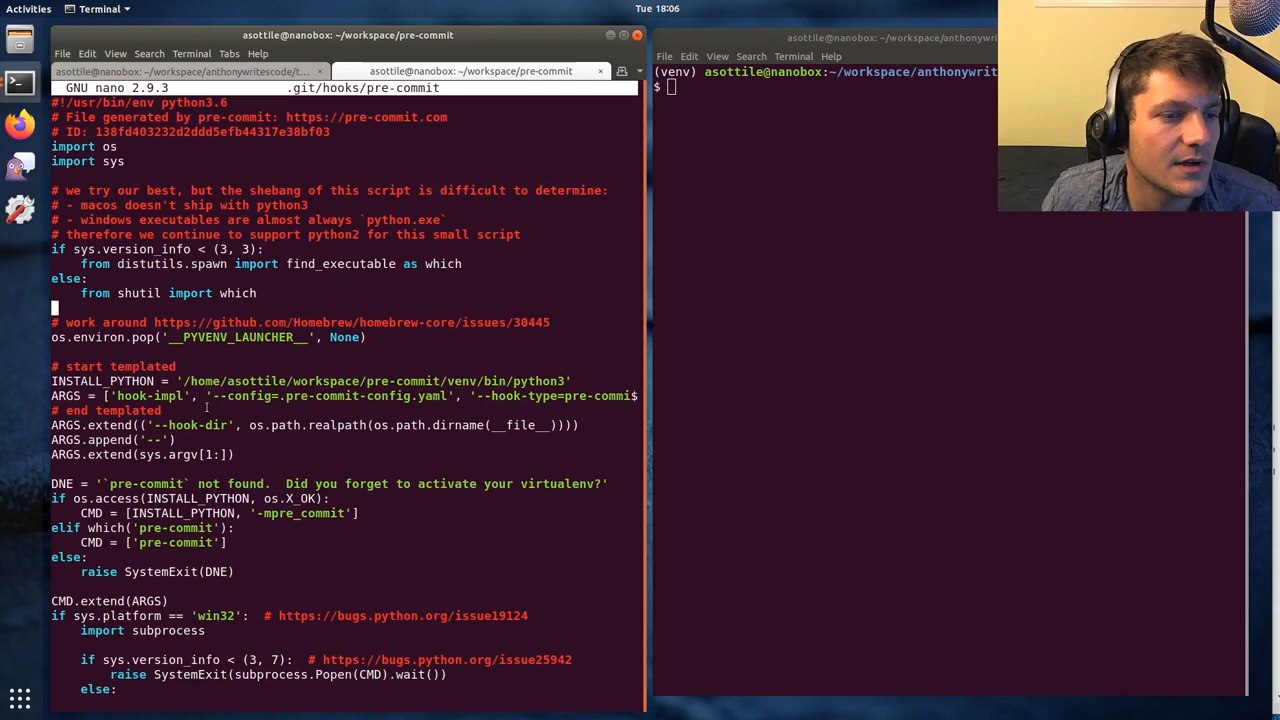 Activities
Terminal
Tue 18:06
asottile@nanobox: ~/workspace/pre-commit
File Edit View Search Terminal Tabs Help
asottile@nanobox: ~/workspace/anthonywritescode/t...
asottile@nanobox: ~/workspace/pre-commit
GNU nano 2.9.3 .git/hooks/pre-commit
#!/usr/bin/env python3.6
# File generated by pre-commit: https://pre-commit.com
# ID: 138fd403232d2ddd5efb44317e38bf03
import os
import sys
# we try our best, but the shebang of this script is difficult to determine:
# - macos doesn't ship with python3
# - windows executables are almost always `python.exe`
# therefore we continue to support python2 for this small script
if sys.version_info < (3, 3):
    from distutils.spawn import find_executable as which
else:
    from shutil import which
# work around https://github.com/Homebrew/homebrew-core/issues/30445
os.environ.pop('__PYVENV_LAUNCHER__', None)
# start templated
INSTALL_PYTHON = '/home/asottile/workspace/pre-commit/venv/bin/python3'
ARGS = ['hook-impl', '--config=.pre-commit-config.yaml', '--hook-type=pre-commi$
# end templated
ARGS.extend(('--hook-dir', os.path.realpath(os.path.dirname(__file__))))
ARGS.append('--')
ARGS.extend(sys.argv[1:])
DNE = '`pre-commit` not found.  Did you forget to activate your virtualenv?'
if os.access(INSTALL_PYTHON, os.X_OK):
    CMD = [INSTALL_PYTHON, '-mpre_commit']
elif which('pre-commit'):
    CMD = ['pre-commit']
else:
    raise SystemExit(DNE)
CMD.extend(ARGS)
if sys.platform == 'win32':  # https://bugs.python.org/issue19124
    import subprocess
    if sys.version_info < (3, 7):  # https://bugs.python.org/issue25942
        raise SystemExit(subprocess.Popen(CMD).wait())
    else:
asottile@nanobox: ~/workspace/anthonywri
File Edit View Search Terminal Help
(venv) asottile@nanobox:~/workspace/anthonywrit
$